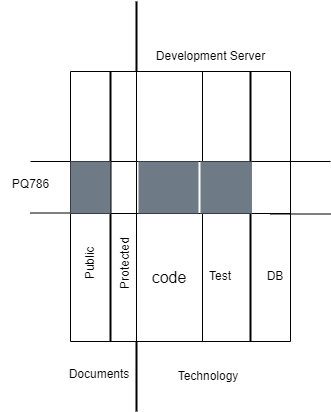 Development Server
PQ786
Public
Protected
code
Test
DB
Documents
Technology